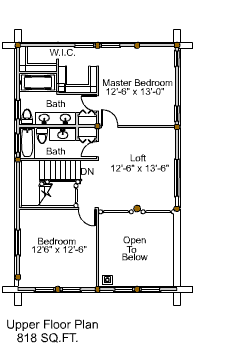 W.I.C.
Master Bedroom
12'-6" x 13'-0"
Bath
Bath
Loft
12'-6" x 13'-6"
DN
Bedroom
12'6" x 12'-6"
Open
To
Below
Upper Floor Plan
818 SQ.FT.